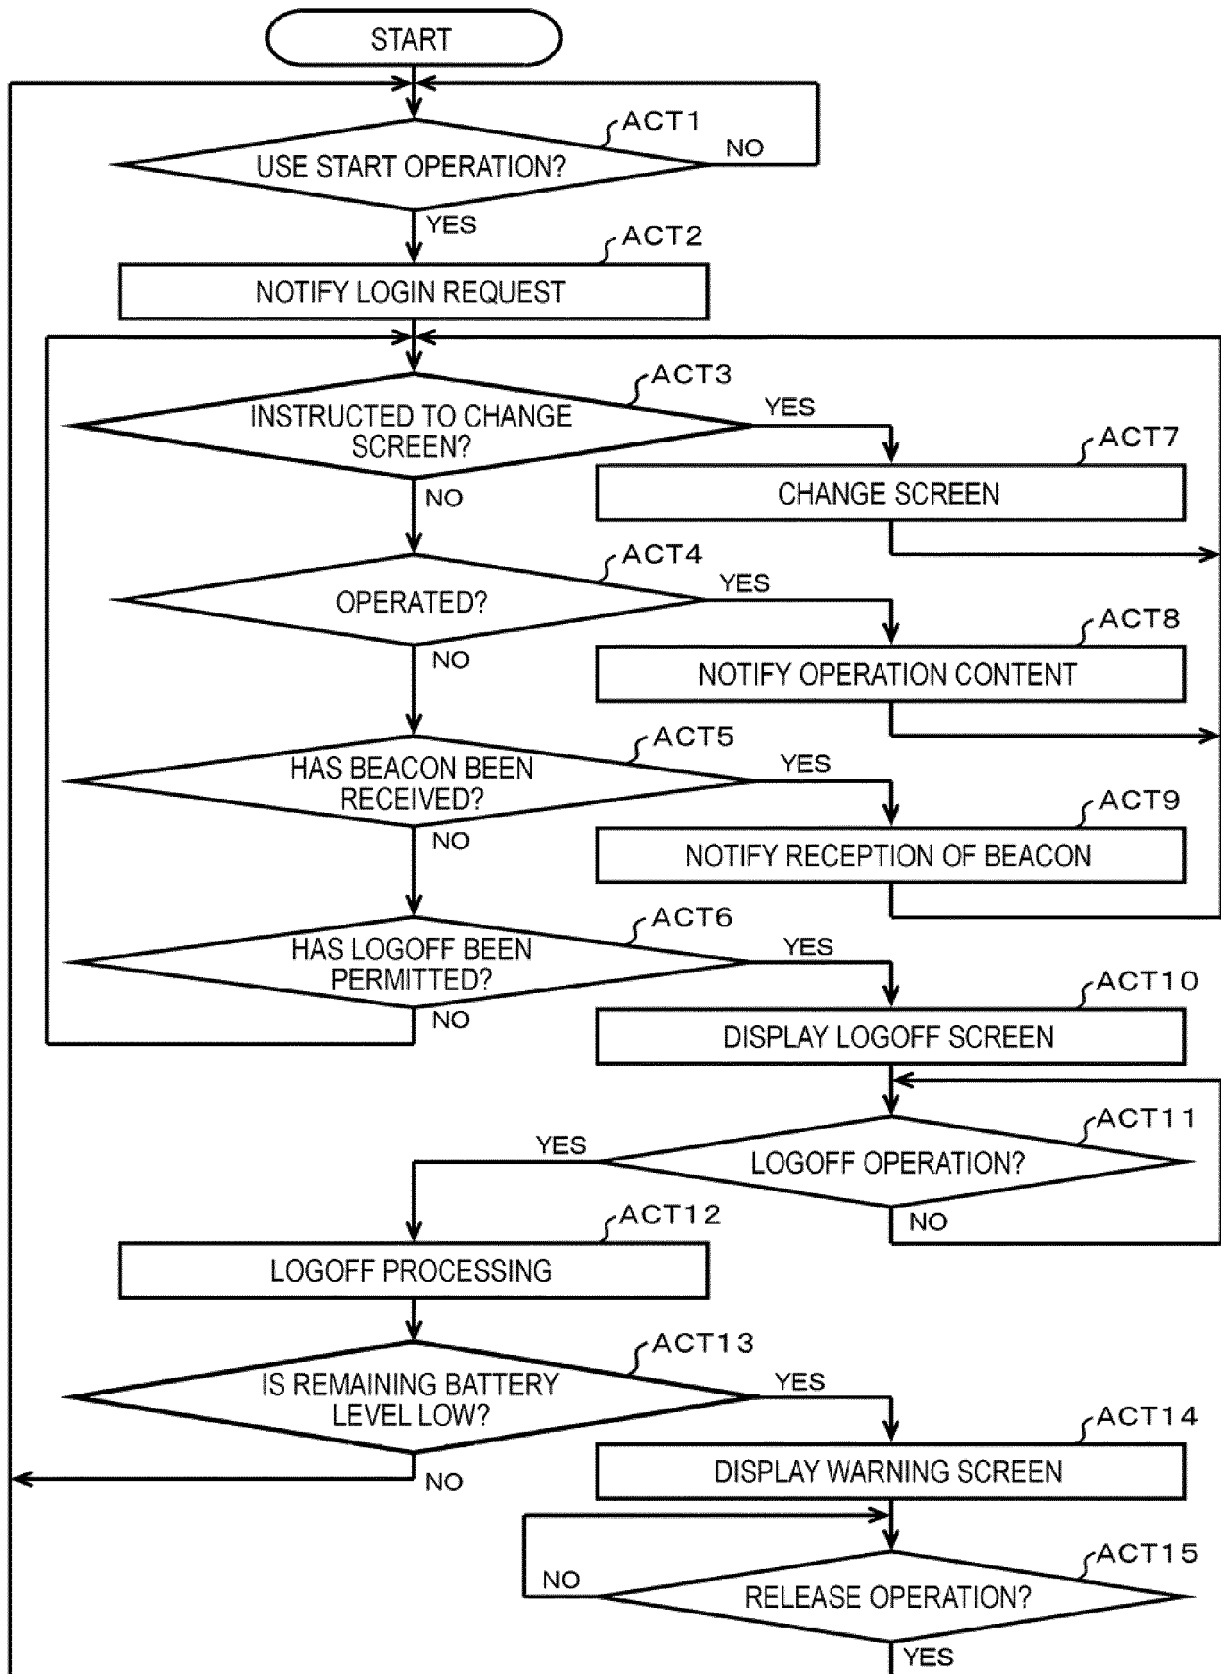 START
ACT1
USE START OPERATION?
NO
YES
ACT2
NOTIFY LOGIN REQUEST
ACT3
INSTRUCTED TO CHANGE
SCREEN?
YES
NO
ACT7
CHANGE SCREEN
ACT4
OPERATED?
YES
NO
ACT8
NOTIFY OPERATION CONTENT
ACT5
HAS BEACON BEEN
RECEIVED?
YES
NO
ACT9
NOTIFY RECEPTION OF BEACON
ACT6
HAS LOGOFF BEEN
PERMITTED?
YES
NO
ACT10
DISPLAY LOGOFF SCREEN
ACT11
LOGOFF OPERATION?
YES
NO
ACT12
LOGOFF PROCESSING
ACT13
IS REMAINING BATTERY
LEVEL LOW?
YES
NO
ACT14
DISPLAY WARNING SCREEN
ACT15
RELEASE OPERATION?
NO
YES